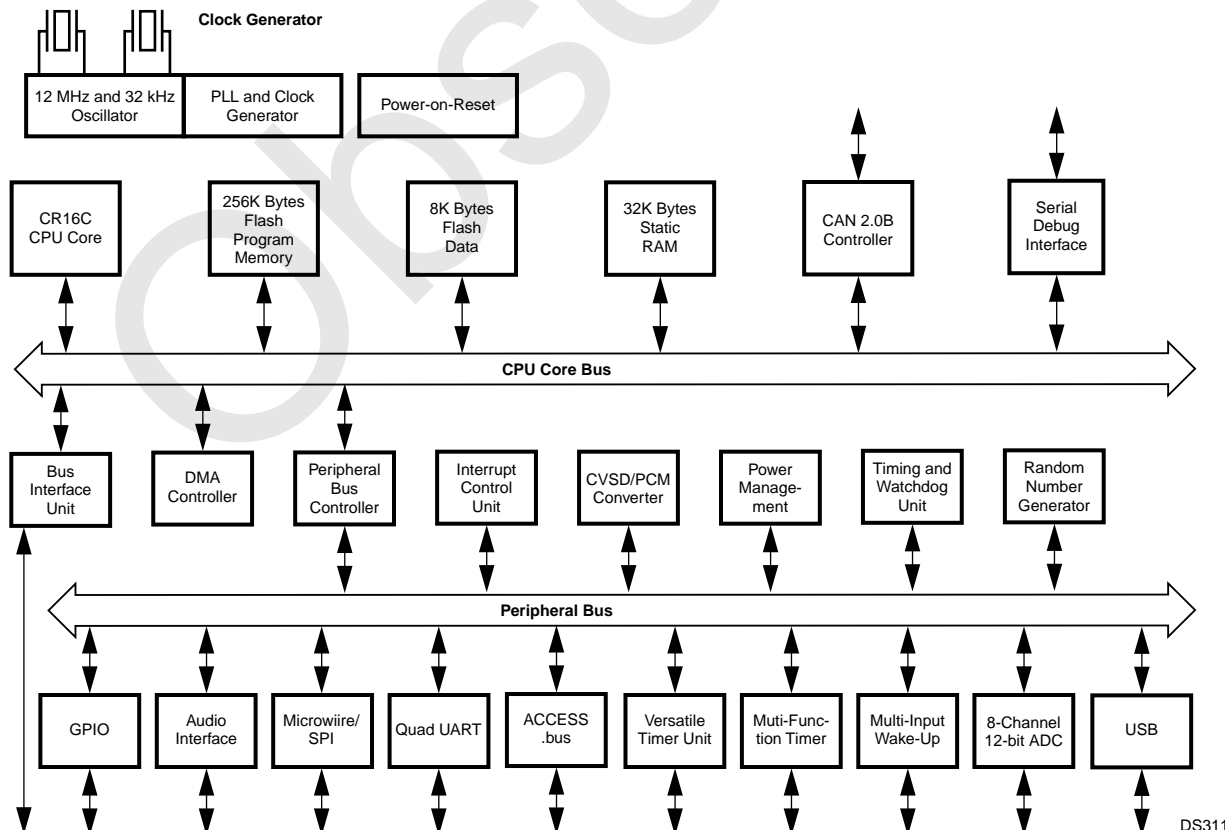 Clock Generator
12 MHz and 32 kHz
Oscillator
PLL and Clock
Generator
Power-on-Reset
CR16C
CPU Core
256K Bytes
Flash
Program
Memory
8K Bytes
Flash
Data
32K Bytes
Static
RAM
CAN 2.0B
Controller
Serial
Debug
Interface
CPU Core Bus
Bus
Interface
Unit
DMA
Controller
Peripheral
Bus
Controller
Interrupt
Control
Unit
CVSD/PCM
Converter
Power
Manage-
ment
Timing and
Watchdog
Unit
Random
Number
Generator
Peripheral Bus
GPIO
Audio
Interface
Microwiire/
SPI
Quad UART
ACCESS
.bus
Versatile
Timer Unit
Muti-Func-
tion Timer
Multi-Input
Wake-Up
8-Channel
12-bit ADC
USB
DS311
Obs